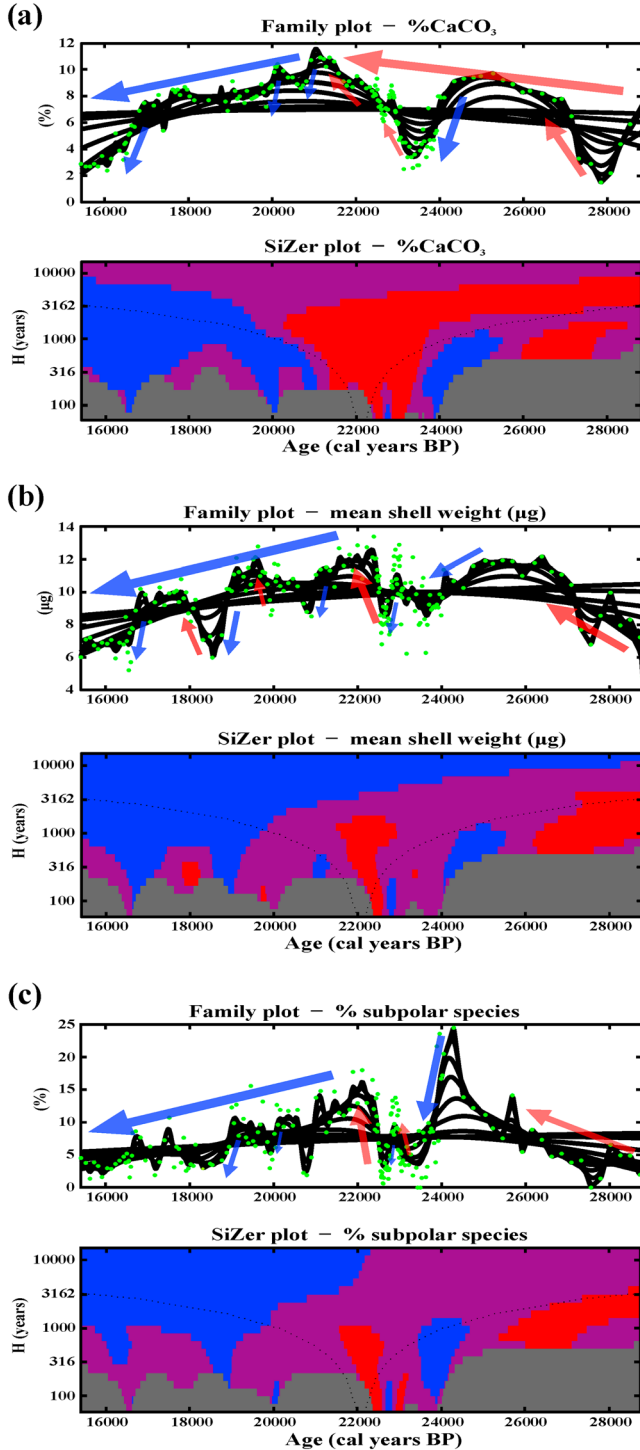 (a)
Family plot – %CaCO₃
12
10
8
6
4
2
0
(%)
16000 18000 20000 22000 24000 26000 28000
SiZer plot – %CaCO₃
10000
3162
1000
316
100
H (years)
16000 18000 20000 22000 24000 26000 28000
Age (cal years BP)
(b)
Family plot – mean shell weight (µg)
14
12
10
8
6
4
(µg)
16000 18000 20000 22000 24000 26000 28000
SiZer plot – mean shell weight (µg)
10000
3162
1000
316
100
H (years)
16000 18000 20000 22000 24000 26000 28000
Age (cal years BP)
(c)
Family plot – % subpolar species
25
20
15
10
5
0
(%)
16000 18000 20000 22000 24000 26000 28000
SiZer plot – % subpolar species
10000
3162
1000
316
100
H (years)
16000 18000 20000 22000 24000 26000 28000
Age (cal years BP)